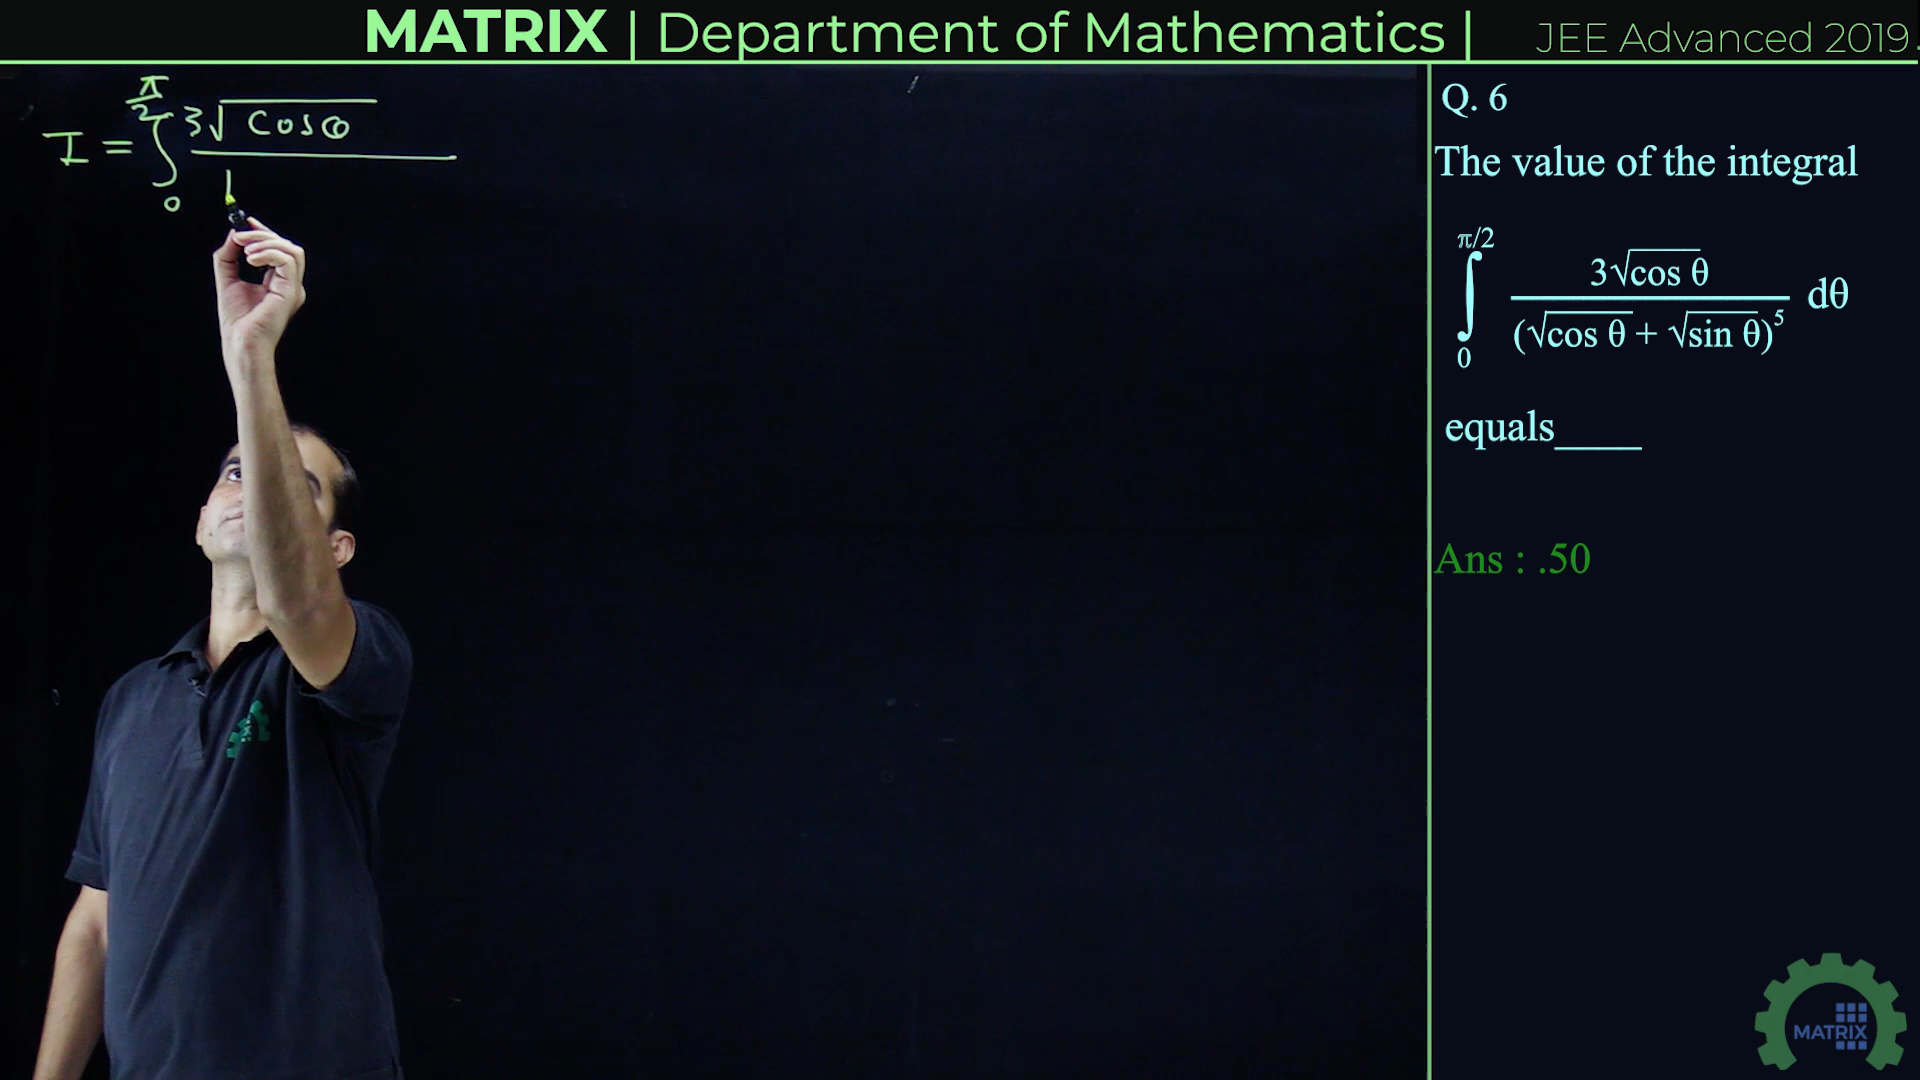 MATRIX | Department of Mathematics | JEE Advanced 2019
π/2
I = ∫ 3√cosθ
0
Q. 6
The value of the integral
π/2
∫ 3√cos θ / (√cos θ + √sin θ)⁵ dθ
0
equals____
Ans : .50
MATRIX